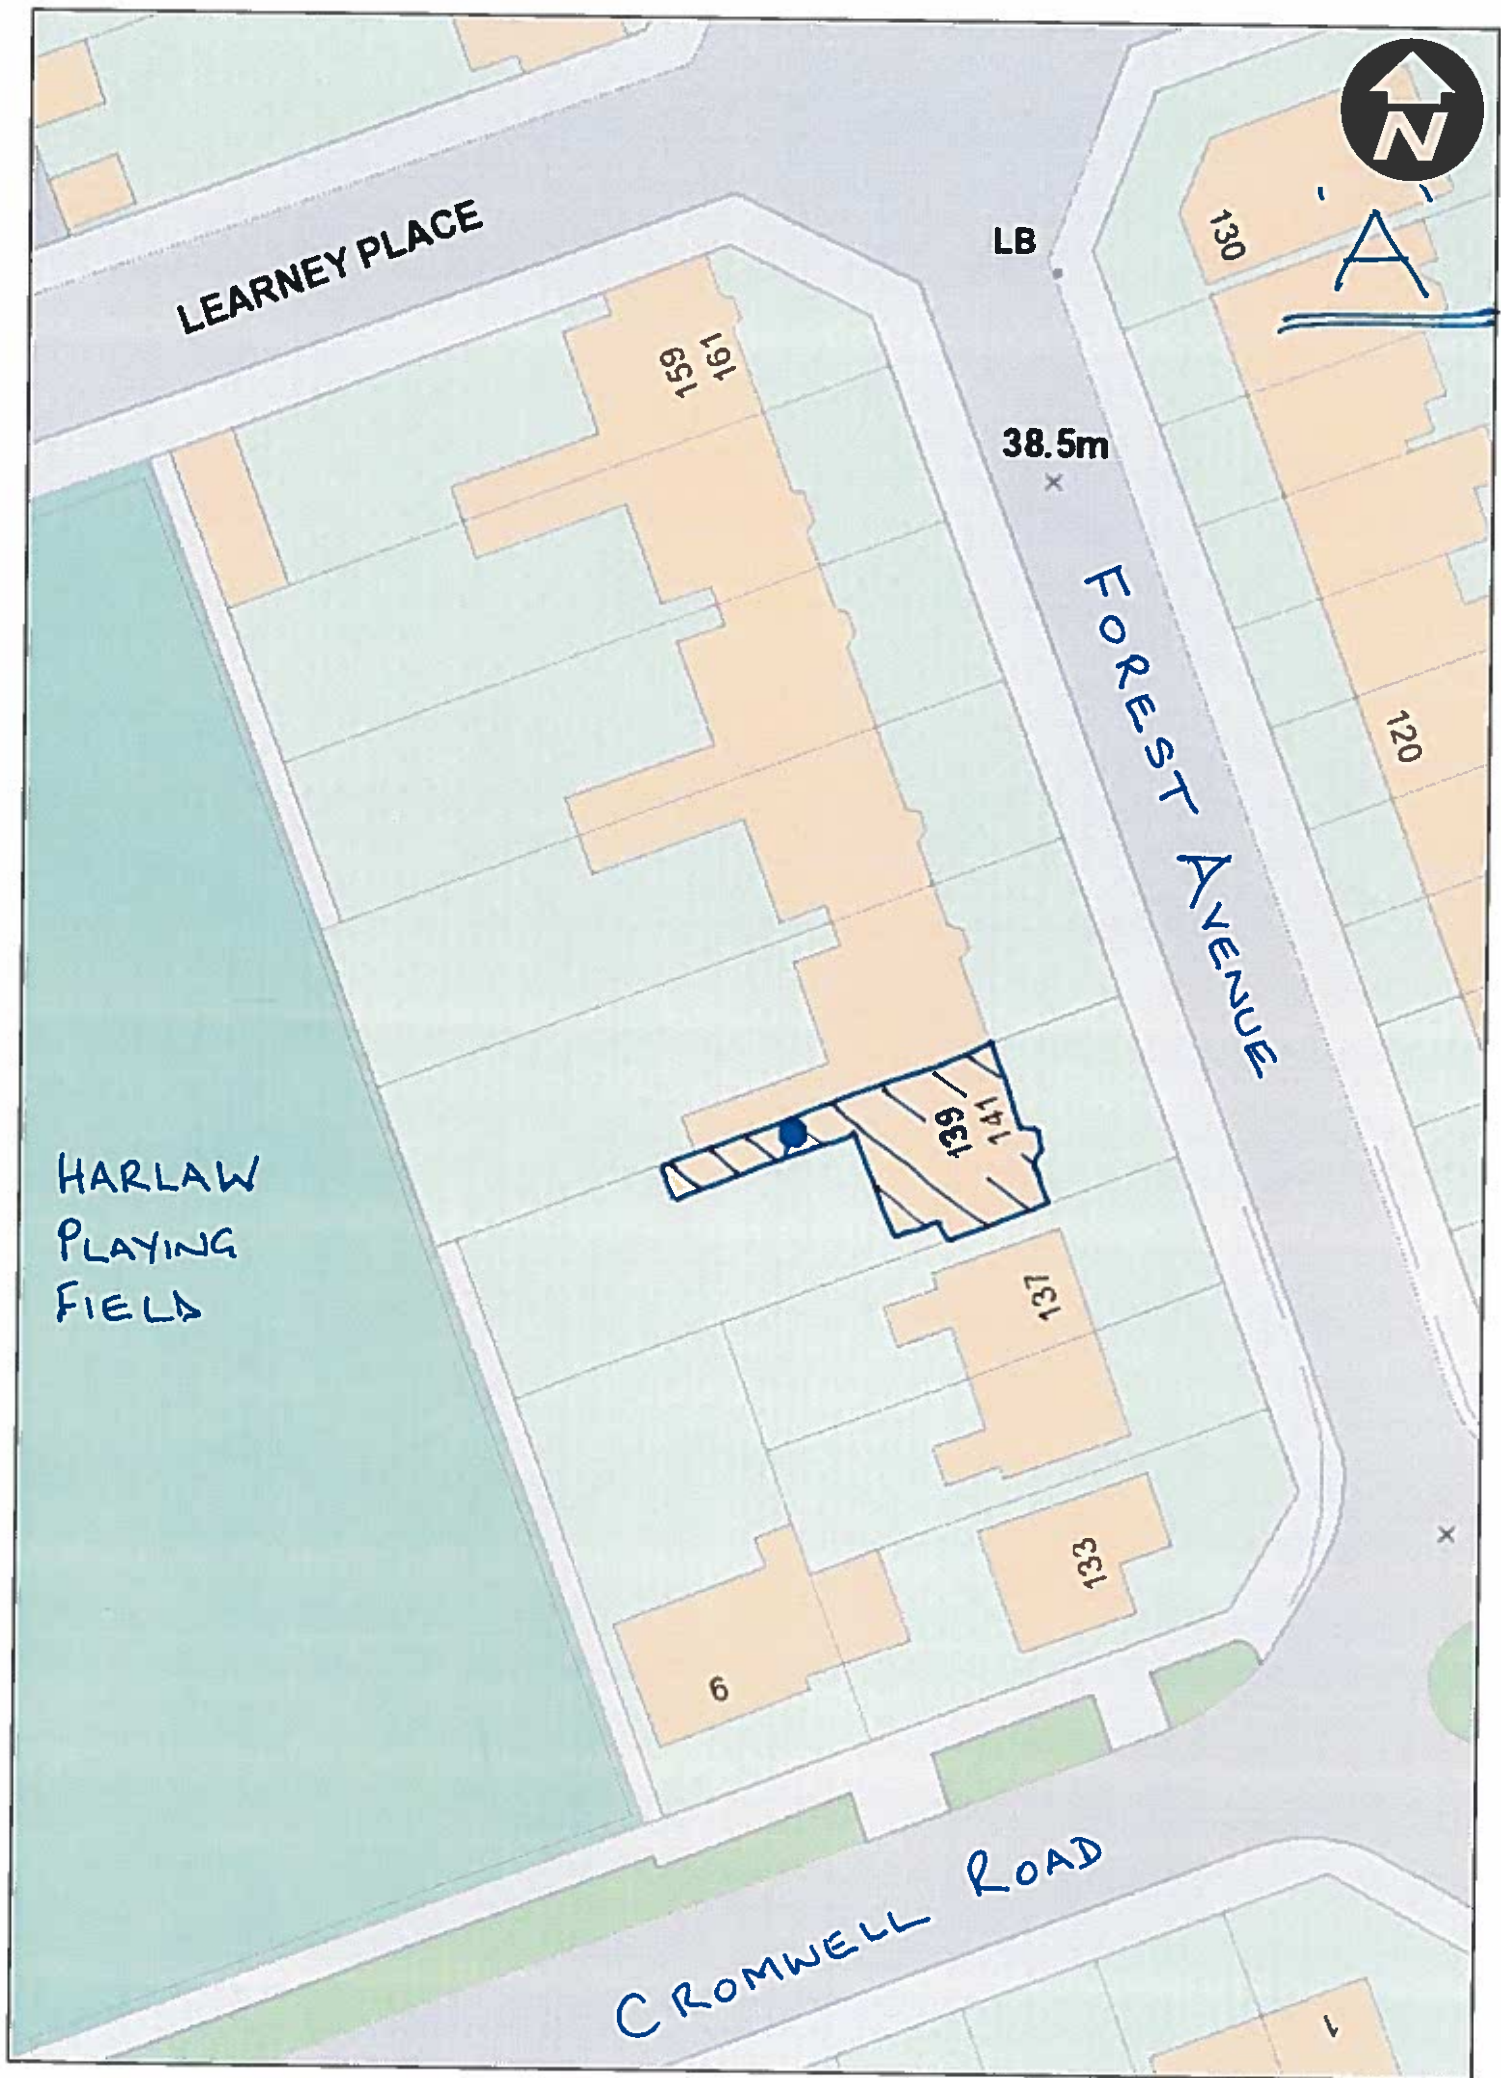 N
"A"
LEARNEY PLACE
LB
130
161
159
38.5m
FOREST AVENUE
120
139
141
HARLAW
PLAYING
FIELD
137
133
9
CROMWELL ROAD
1